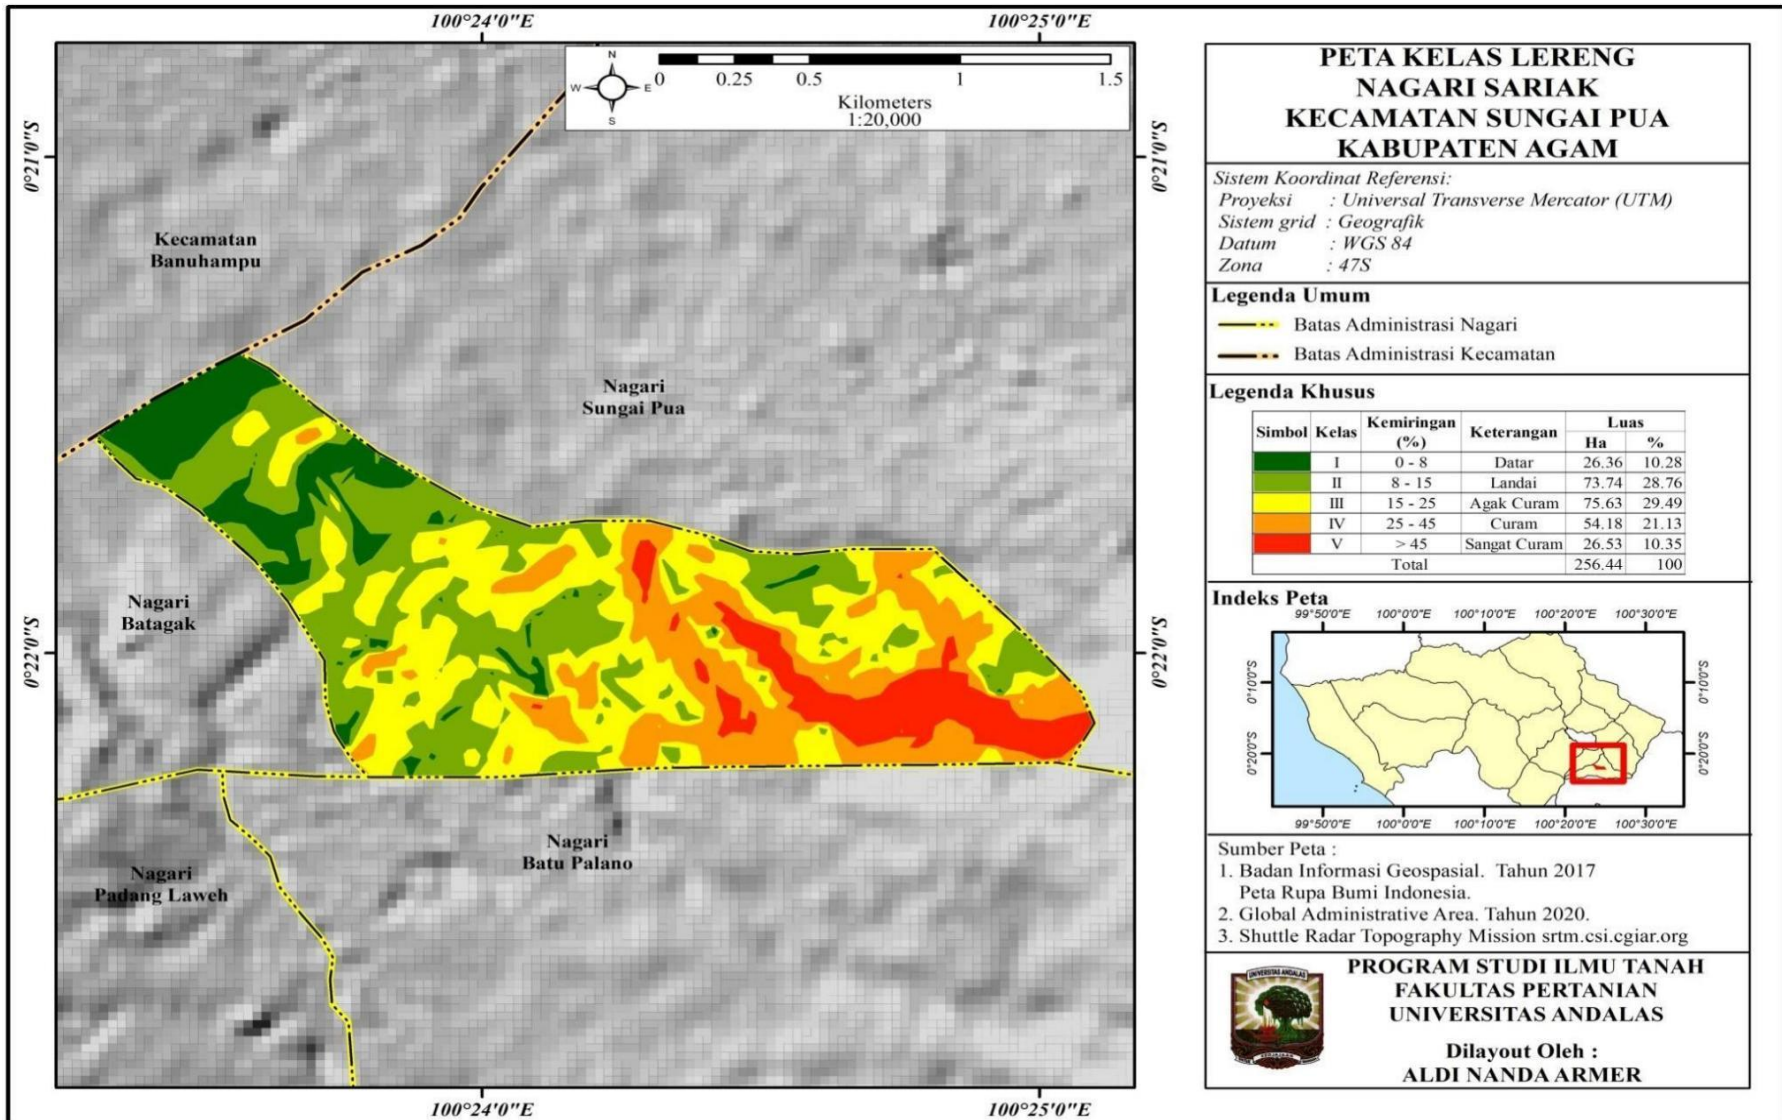 100°24'0"E 100°25'0"E
0°21'0"S
0°22'0"S
N
W E
S
0 0.25 0.5 1 1.5
Kilometers
1:20,000
Kecamatan
Banuhampu
Nagari
Sungai Pua
Nagari
Batagak
Nagari
Batu Palano
Nagari
Padang Laweh
0°21'0"S
0°22'0"S
100°24'0"E 100°25'0"E
PETA KELAS LERENG
NAGARI SARIAK
KECAMATAN SUNGAI PUA
KABUPATEN AGAM
Sistem Koordinat Referensi:
Proyeksi : Universal Transverse Mercator (UTM)
Sistem grid : Geografik
Datum : WGS 84
Zona : 47S
Legenda Umum
Batas Administrasi Nagari
Batas Administrasi Kecamatan
Legenda Khusus
Simbol Kelas Kemiringan (%) Keterangan Luas
Ha %
I 0 - 8 Datar 26.36 10.28
II 8 - 15 Landai 73.74 28.76
III 15 - 25 Agak Curam 75.63 29.49
IV 25 - 45 Curam 54.18 21.13
V > 45 Sangat Curam 26.53 10.35
Total 256.44 100
Indeks Peta
99°50'0"E 100°0'0"E 100°10'0"E 100°20'0"E 100°30'0"E
0°10'0"S 0°10'0"S
0°20'0"S 0°20'0"S
99°50'0"E 100°0'0"E 100°10'0"E 100°20'0"E 100°30'0"E
Sumber Peta :
1. Badan Informasi Geospasial. Tahun 2017
Peta Rupa Bumi Indonesia.
2. Global Administrative Area. Tahun 2020.
3. Shuttle Radar Topography Mission srtm.csi.cgiar.org
UNIVERSITAS ANDALAS
PROGRAM STUDI ILMU TANAH
FAKULTAS PERTANIAN
UNIVERSITAS ANDALAS
Dilayout Oleh :
ALDI NANDA ARMER